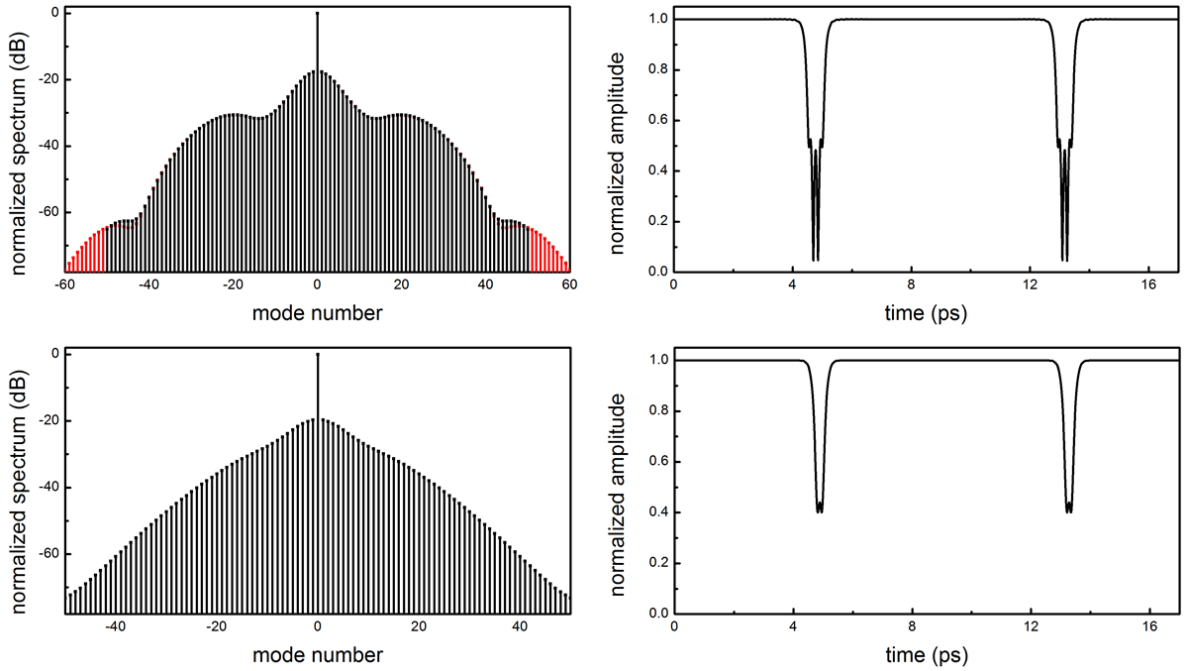 normalized spectrum (dB)
0
-20
-40
-60
-60 -40 -20 0 20 40 60
mode number
normalized amplitude
1.0
0.8
0.6
0.4
0.2
0.0
0 4 8 12 16
time (ps)
normalized spectrum (dB)
0
-20
-40
-60
-40 -20 0 20 40
mode number
normalized amplitude
1.0
0.8
0.6
0.4
0.2
0.0
0 4 8 12 16
time (ps)